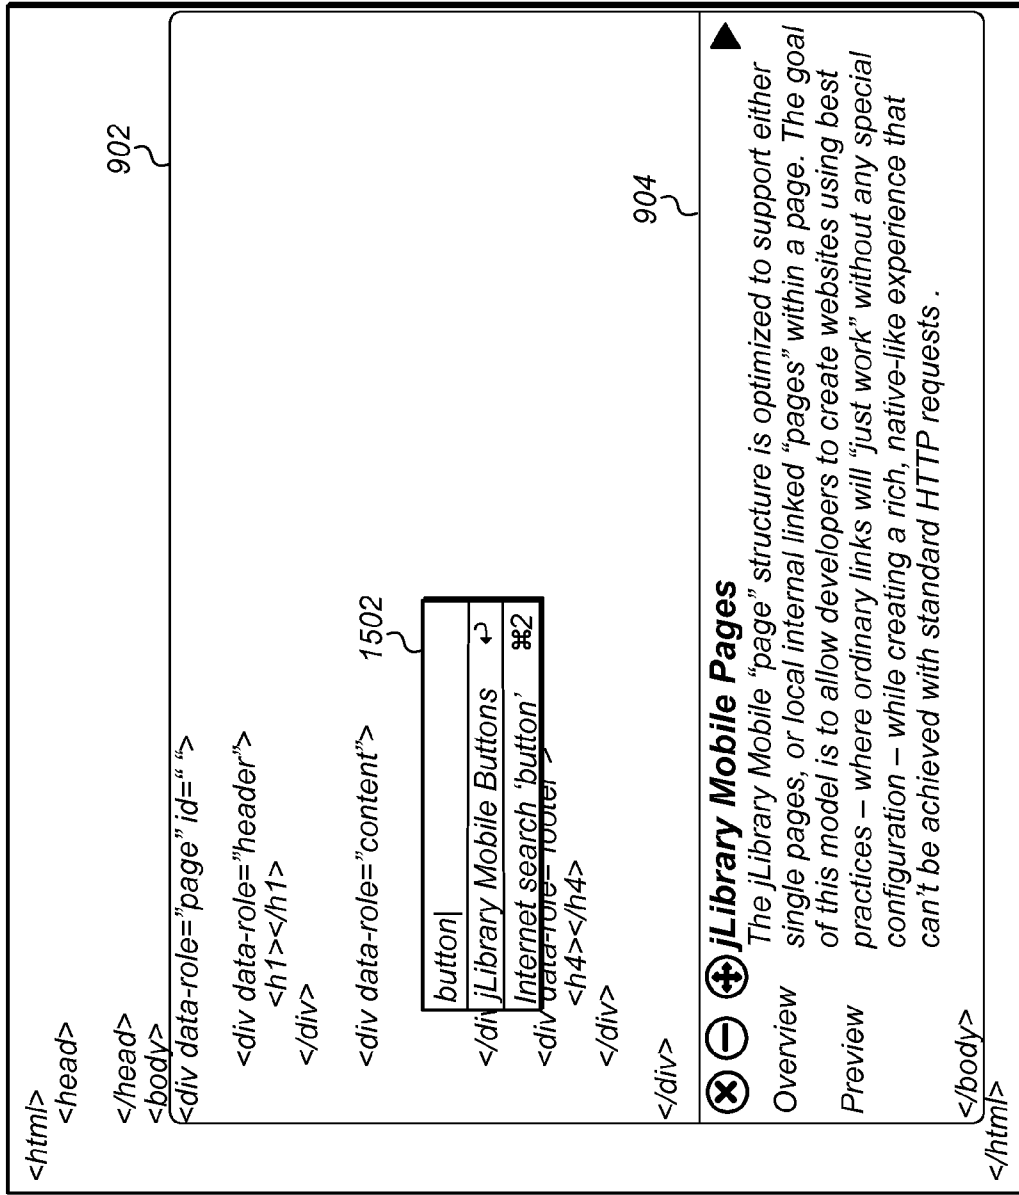 <html>
<head>
902
</head>
<body>
<div data-role=”page” id=“ “>
<div data-role=”header”>
<h1></h1>
</div>
1502
<div data-role=”content”>
button|
jLibrary Mobile Buttons ↵
Internet search ‘button’ ⌘2
</div
<div data-role=”footer”>
<h4></h4>
</div>
904
</div>
jLibrary Mobile Pages
Overview
Preview
The jLibrary Mobile “page” structure is optimized to support either
single pages, or local internal linked “pages” within a page. The goal
of this model is to allow developers to create websites using best
practices – where ordinary links will “just work” without any special
configuration – while creating a rich, native-like experience that
can't be achieved with standard HTTP requests .
</body>
</html>